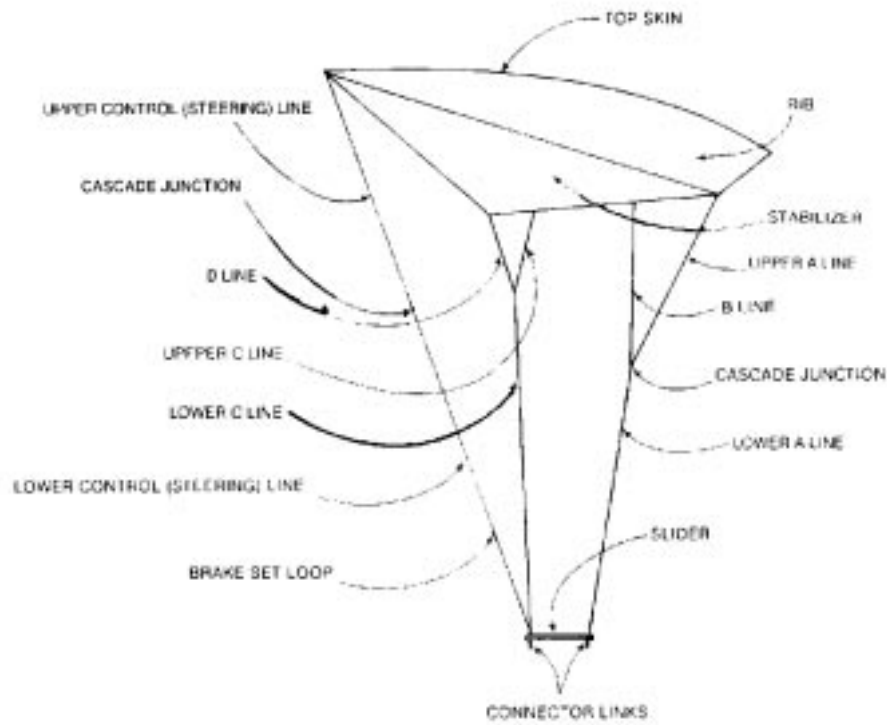 TOP SKIN
UPPER CONTROL (STEERING) LINE
RIB
CASCADE JUNCTION
STABILIZER
UPPER A LINE
D LINE
B LINE
UPFPER C LINE
CASCADE JUNCTION
LOWER C LINE
LOWER A LINE
LOWER CONTROL (STEERING) LINE
SLIDER
BRAKE SET LOOP
CONNECTOR LINKS